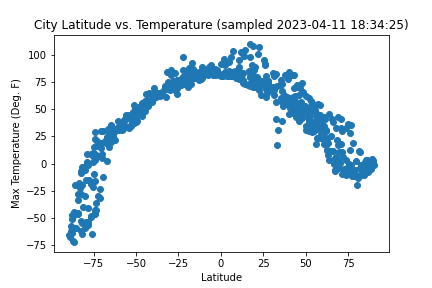 City Latitude vs. Temperature (sampled 2023-04-11 18:34:25)
Max Temperature (Deg. F)
100
75
50
25
0
−25
−50
−75
−75 −50 −25 0 25 50 75
Latitude